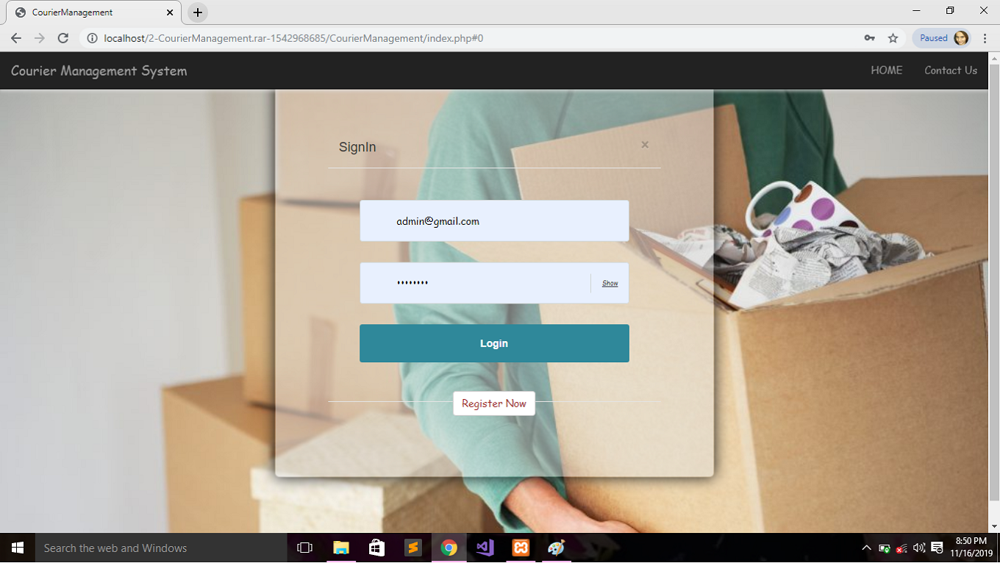 CourierManagement
localhost/2-CourierManagement.rar-1542968685/CourierManagement/index.php#0
Paused
Courier Management System
HOME
Contact Us
SignIn
×
admin@gmail.com
••••••••
Show
Login
Register Now
Search the web and Windows
8:50 PM
11/16/2019